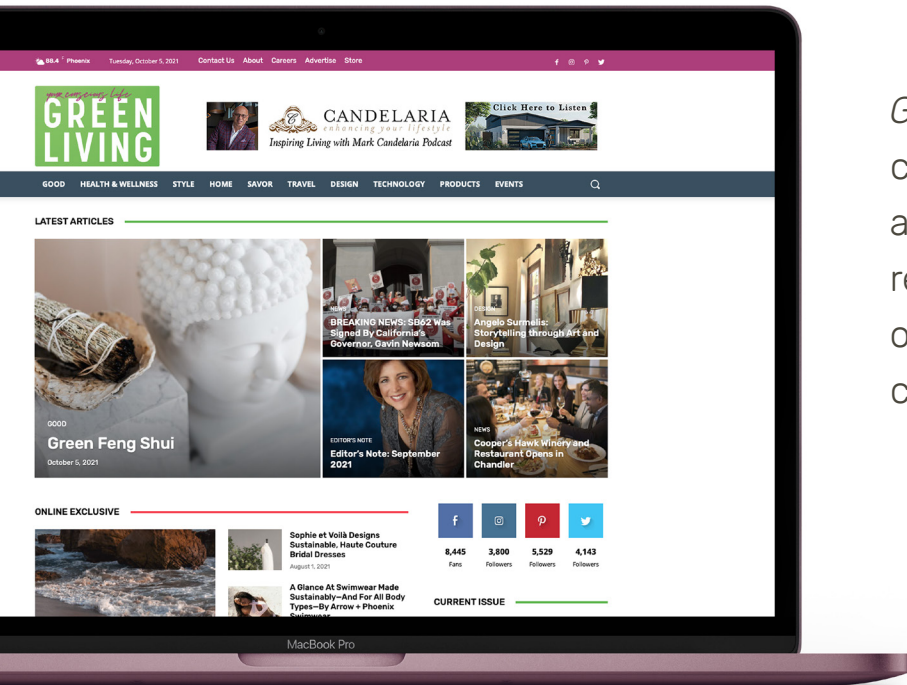 88.4 ° Phoenix Tuesday, October 5, 2021 Contact Us About Careers Advertise Store
your conscious life
GREEN
LIVING
CANDELARIA
enhancing your lifestyle
Inspiring Living with Mark Candelaria Podcast
Click Here to Listen
GOOD HEALTH & WELLNESS STYLE HOME SAVOR TRAVEL DESIGN TECHNOLOGY PRODUCTS EVENTS
LATEST ARTICLES
GOOD
Green Feng Shui
October 5, 2021
NEWS
BREAKING NEWS: SB62 Was
Signed By California's
Governor, Gavin Newsom
DESIGN
Angelo Surmelis:
Storytelling through Art and
Design
EDITOR'S NOTE
Editor's Note: September
2021
NEWS
Cooper's Hawk Winery and
Restaurant Opens in
Chandler
ONLINE EXCLUSIVE
Sophie et Voilà Designs
Sustainable, Haute Couture
Bridal Dresses
August 1, 2021
A Glance At Swimwear Made
Sustainably—And For All Body
Types—By Arrow + Phoenix
Swimwear
8,445 3,800 5,529 4,143
Fans Followers Followers Followers
CURRENT ISSUE
MacBook Pro